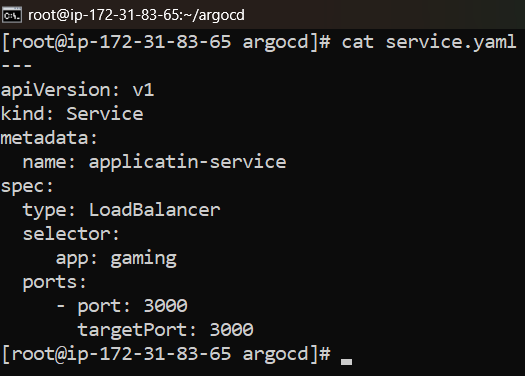 root@ip-172-31-83-65:~/argocd
[root@ip-172-31-83-65 argocd]# cat service.yaml
---
apiVersion: v1
kind: Service
metadata:
  name: applicatin-service
spec:
  type: LoadBalancer
  selector:
     app: gaming
  ports:
     - port: 3000
       targetPort: 3000
[root@ip-172-31-83-65 argocd]#